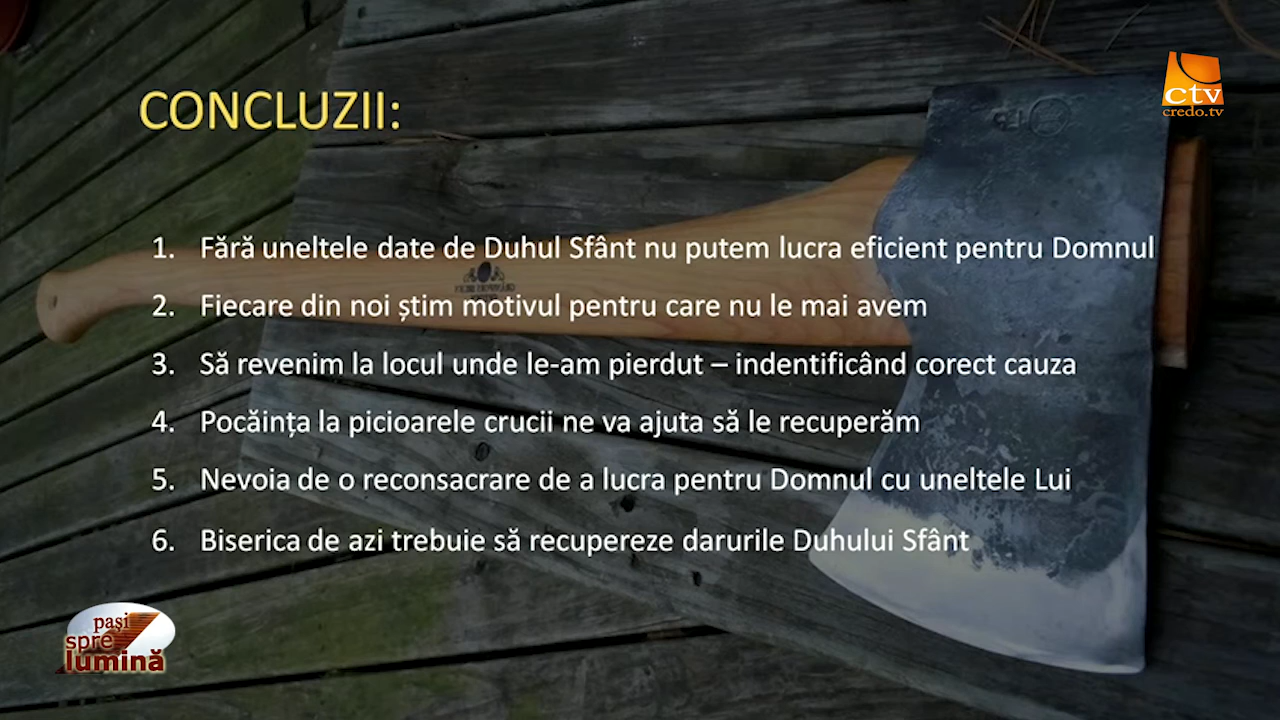 CONCLUZII:
ctv
credo.tv
1. Fără uneltele date de Duhul Sfânt nu putem lucra eficient pentru Domnul
2. Fiecare din noi știm motivul pentru care nu le mai avem
3. Să revenim la locul unde le-am pierdut – indentificând corect cauza
4. Pocăința la picioarele crucii ne va ajuta să le recuperăm
5. Nevoia de o reconsacrare de a lucra pentru Domnul cu uneltele Lui
6. Biserica de azi trebuie să recupereze darurile Duhului Sfânt
pași
spre
lumină